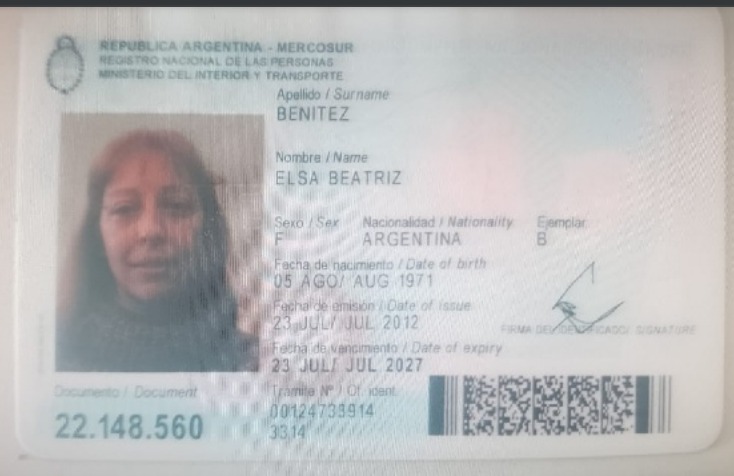 REPUBLICA ARGENTINA - MERCOSUR
REGISTRO NACIONAL DE LAS PERSONAS
MINISTERIO DEL INTERIOR Y TRANSPORTE
Apellido / Surname
BENITEZ
Nombre / Name
ELSA BEATRIZ
Sexo / Sex Nacionalidad / Nationality Ejemplar
F ARGENTINA B
Fecha de nacimiento / Date of birth
05 AGO/ AUG 1971
Fecha de emisión / Date of issue
23 JUL/ JUL 2012
FIRMA DEL IDENTIFICADO/ SIGNATURE
Fecha de vencimiento / Date of expiry
23 JUL/ JUL 2027
Documento / Document Tramite Nº / Of. ident.
22.148.560 00124733914
3314